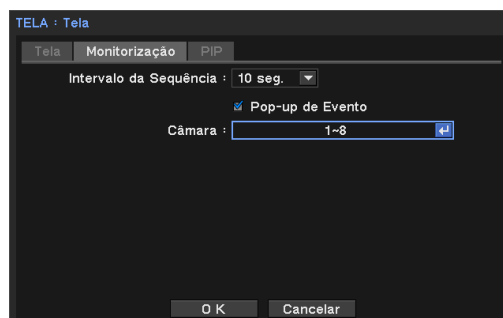 TELA : Tela
Tela Monitorização PIP
Intervalo da Sequência : 10 seg.
Pop-up de Evento
Câmara : 1~8
O K Cancelar